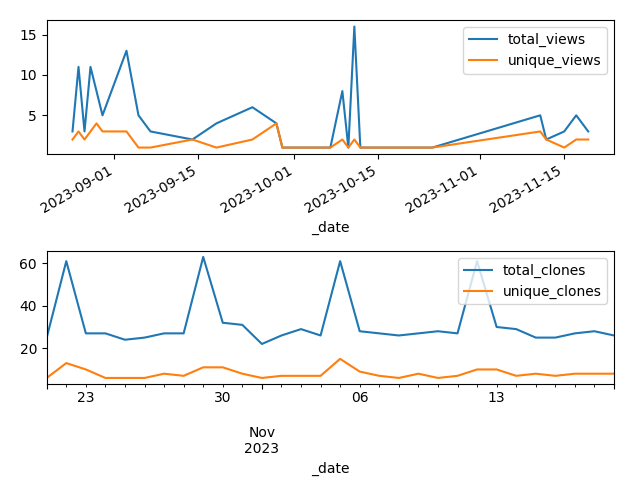 15
10
5
total_views
unique_views
2023-09-01
2023-09-15
2023-10-01
2023-10-15
2023-11-01
2023-11-15
_date
60
40
20
total_clones
unique_clones
23
30
06
13
Nov
2023
_date